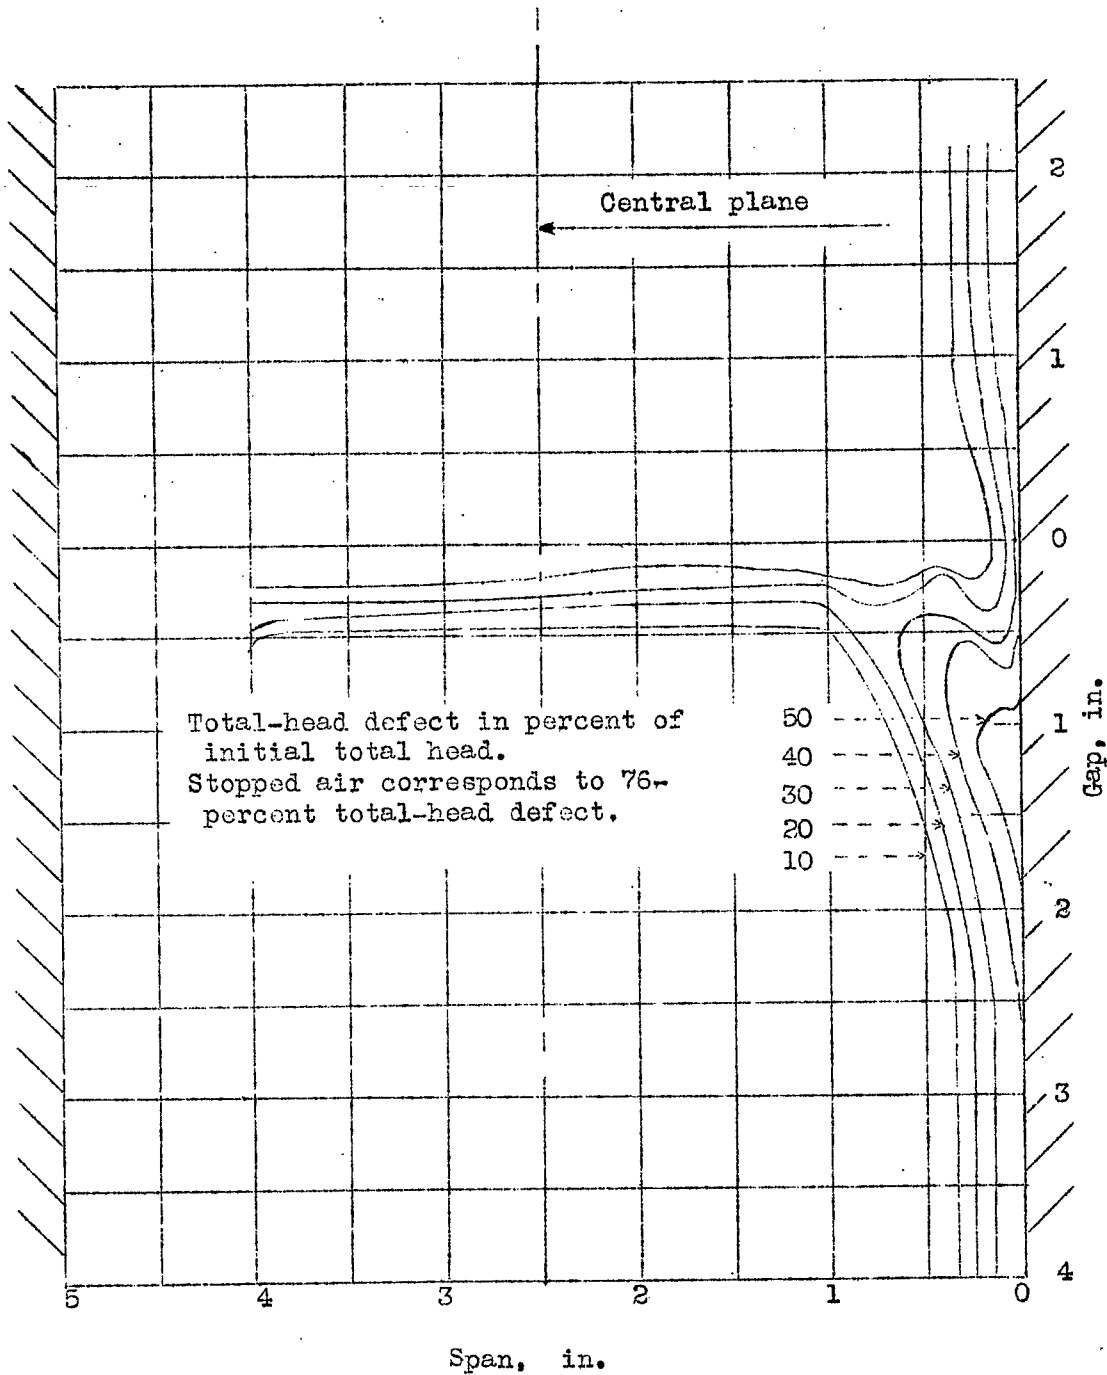 Central plane
2
1
0
1
2
3
4
Gap, in.
Total-head defect in percent of
initial total head.
Stopped air corresponds to 76-
percent total-head defect.
50
40
30
20
10
5 4 3 2 1 0
Span, in.